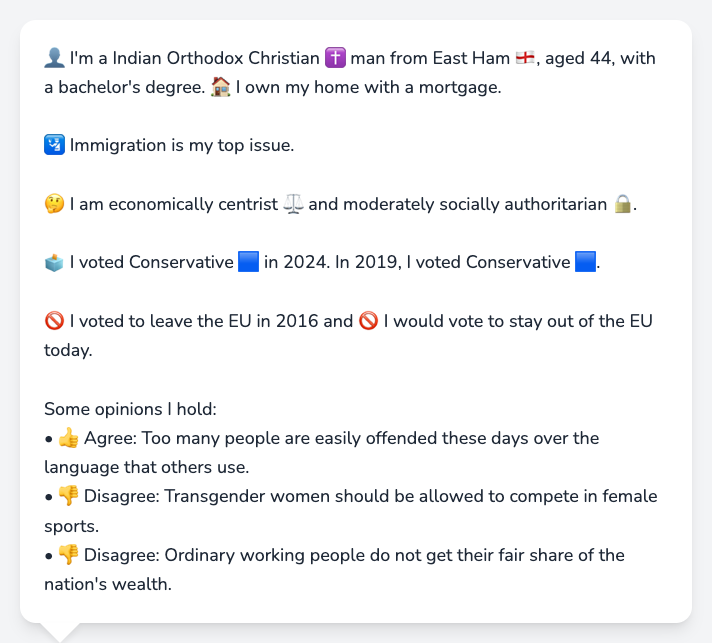 👤 I'm a Indian Orthodox Christian ✝️ man from East Ham 🏴󠁧󠁢󠁥󠁮󠁧󠁿, aged 44, with
a bachelor's degree. 🏠 I own my home with a mortgage.
🛂 Immigration is my top issue.
🤔 I am economically centrist ⚖️ and moderately socially authoritarian 🔒.
🗳️ I voted Conservative 🟦 in 2024. In 2019, I voted Conservative 🟦.
🚫 I voted to leave the EU in 2016 and 🚫 I would vote to stay out of the EU
today.
Some opinions I hold:
• 👍 Agree: Too many people are easily offended these days over the
language that others use.
• 👎 Disagree: Transgender women should be allowed to compete in female
sports.
• 👎 Disagree: Ordinary working people do not get their fair share of the
nation's wealth.